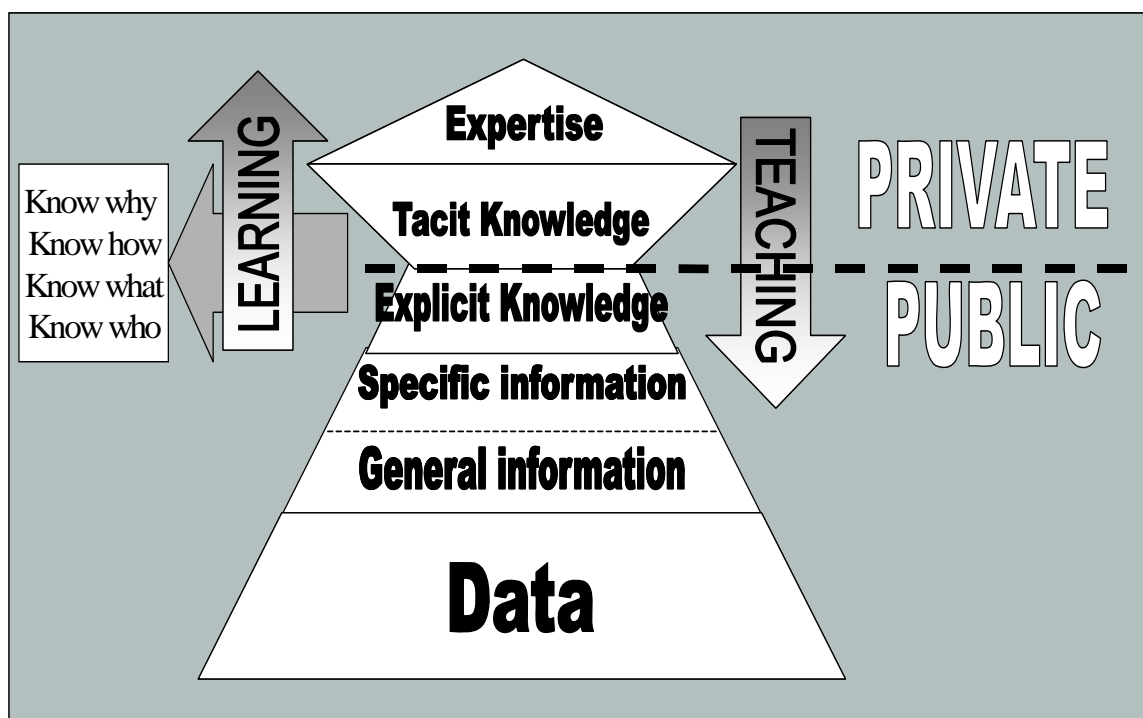 Expertise
Tacit Knowledge
Explicit Knowledge
Specific information
General information
Data
LEARNING
TEACHING
Know why
Know how
Know what
Know who
PRIVATE
PUBLIC